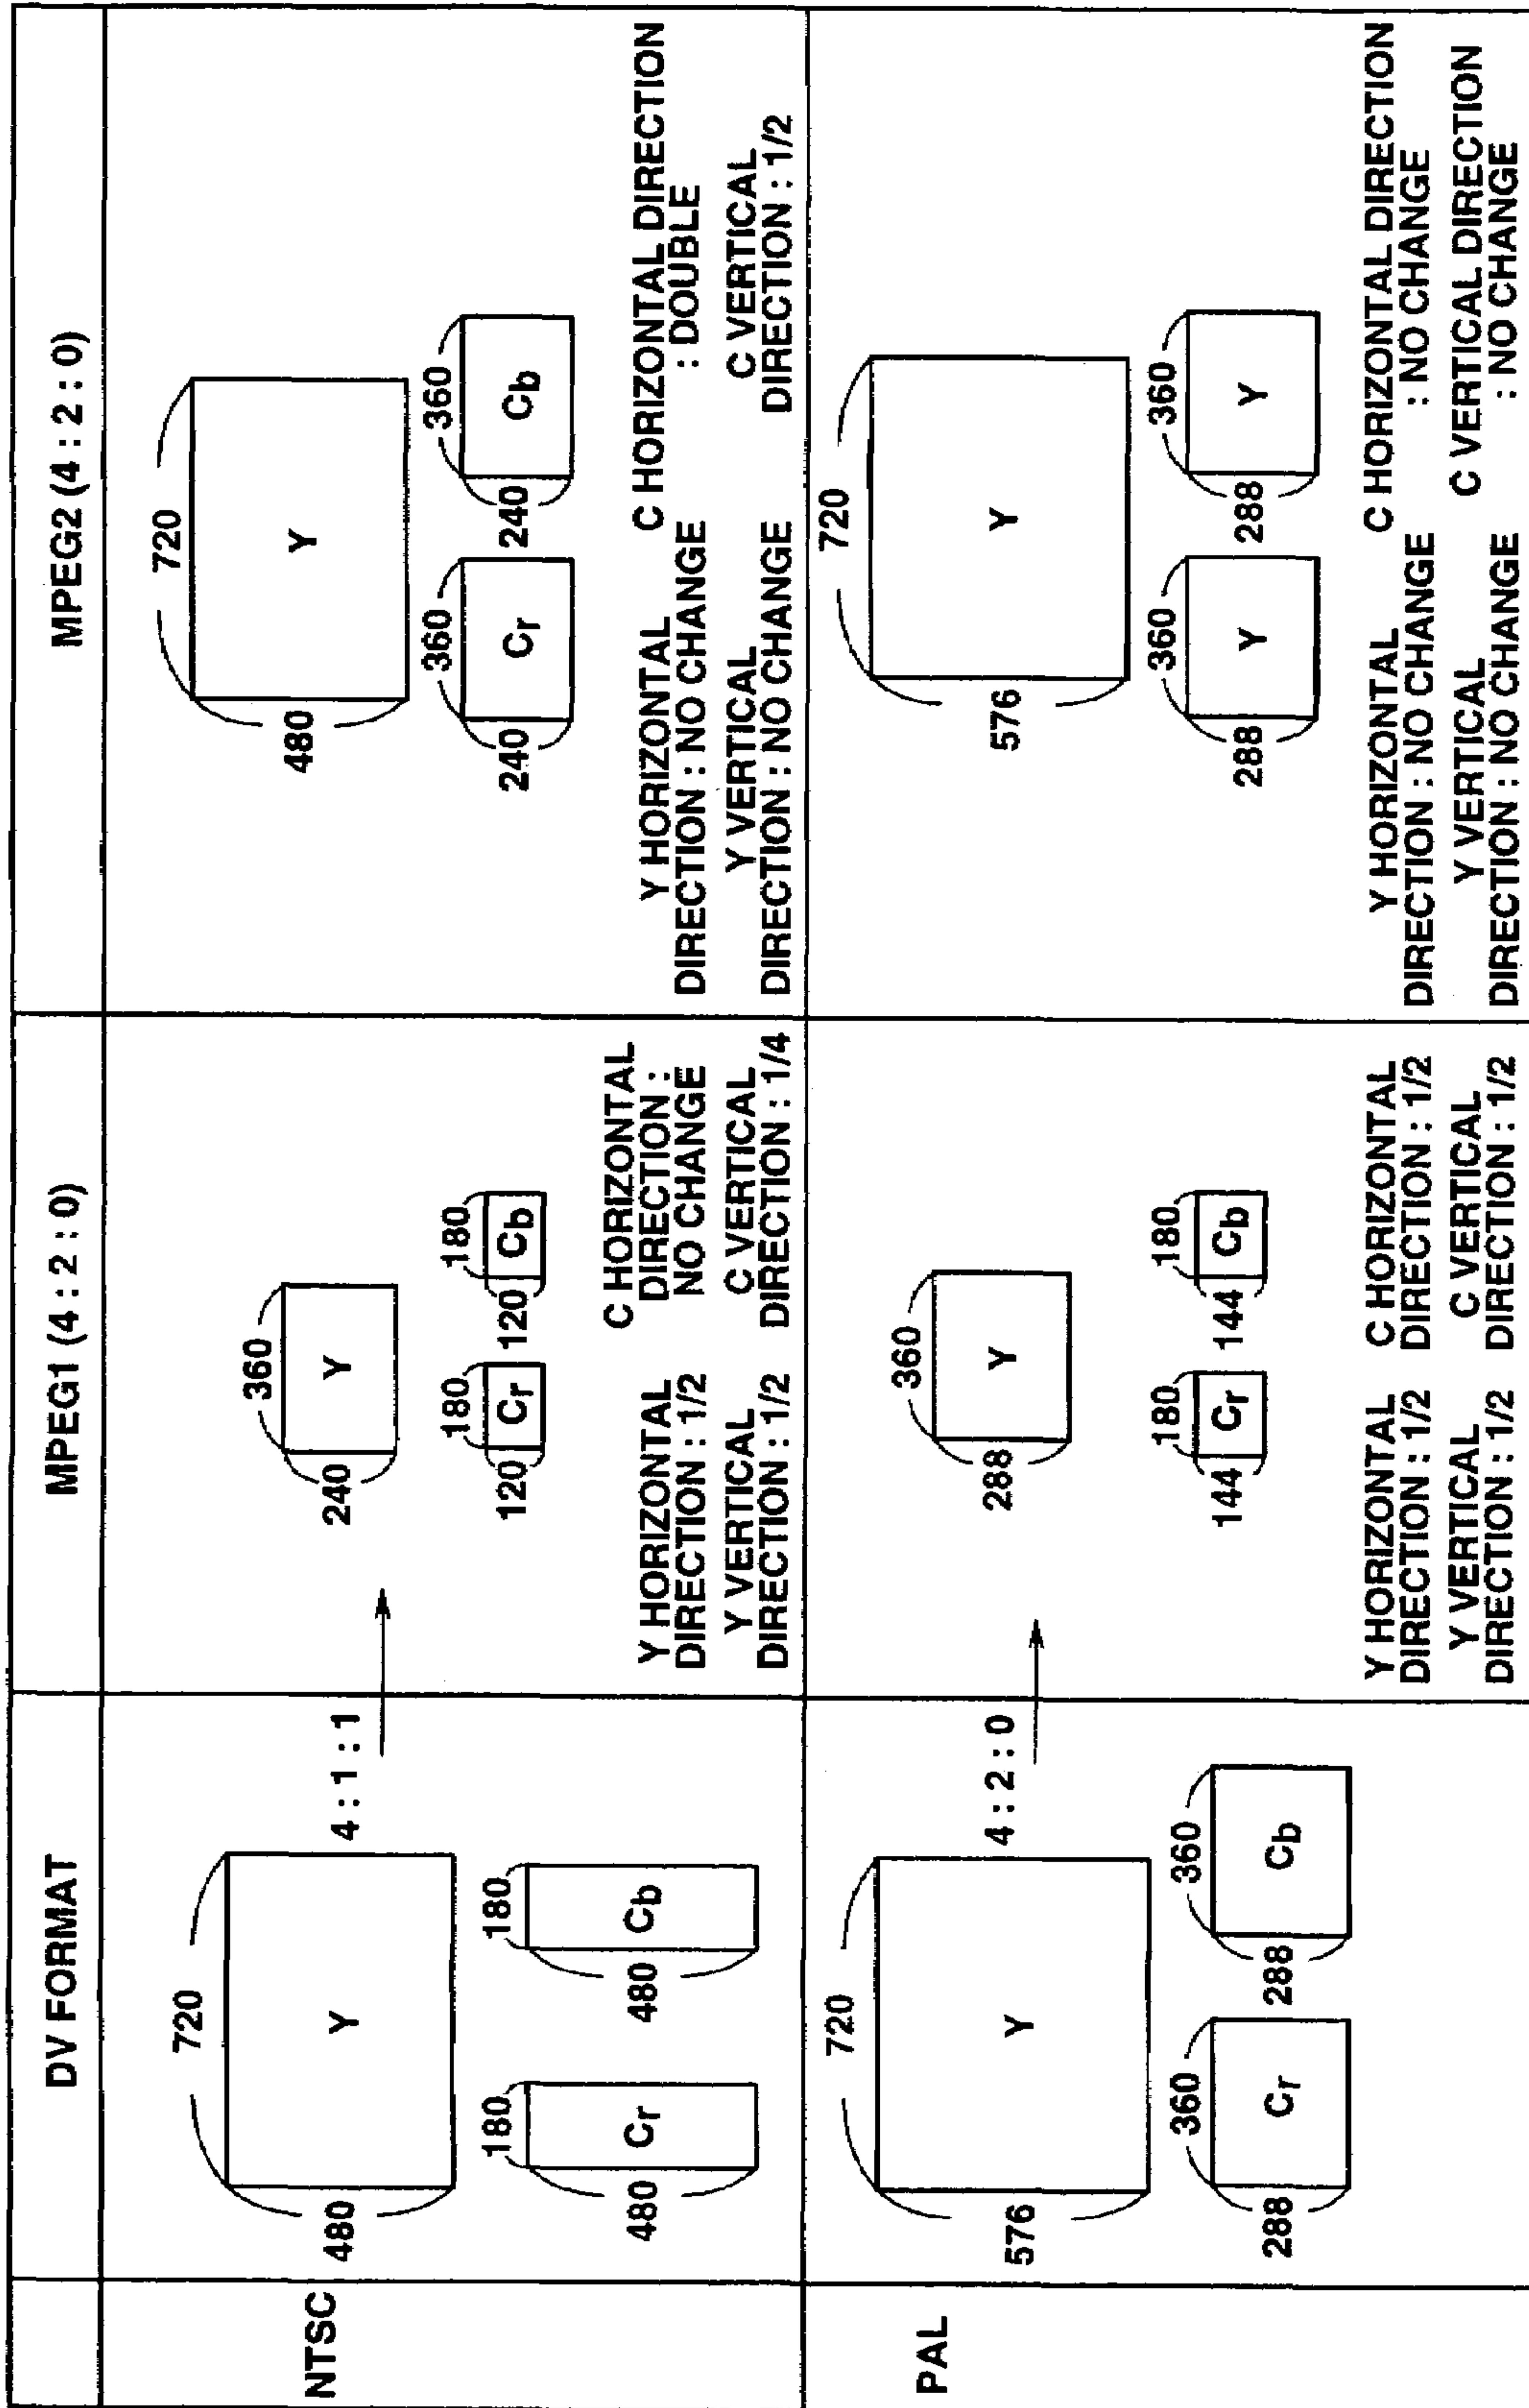 DV FORMAT
MPEG1 (4 : 2 : 0)
MPEG2 (4 : 2 : 0)
NTSC
720
480
Y
4 : 1 : 1
180
480
Cr
180
480
Cb
360
240
Y
180
120
Cr
180
120
Cb
Y HORIZONTAL
DIRECTION : 1/2
C HORIZONTAL
DIRECTION :
NO CHANGE
Y VERTICAL
DIRECTION : 1/2
C VERTICAL
DIRECTION : 1/4
720
480
Y
360
240
Cr
360
240
Cb
Y HORIZONTAL
DIRECTION : NO CHANGE
C HORIZONTAL DIRECTION
: DOUBLE
Y VERTICAL
DIRECTION : NO CHANGE
C VERTICAL
DIRECTION : 1/2
PAL
720
576
Y
4 : 2 : 0
360
288
Cr
360
288
Cb
360
288
Y
180
144
Cr
180
144
Cb
Y HORIZONTAL
DIRECTION : 1/2
C HORIZONTAL
DIRECTION : 1/2
Y VERTICAL
DIRECTION : 1/2
C VERTICAL
DIRECTION : 1/2
720
576
Y
360
288
Y
360
288
Y
Y HORIZONTAL
DIRECTION : NO CHANGE
C HORIZONTAL DIRECTION
: NO CHANGE
Y VERTICAL
DIRECTION : NO CHANGE
C VERTICAL DIRECTION
: NO CHANGE